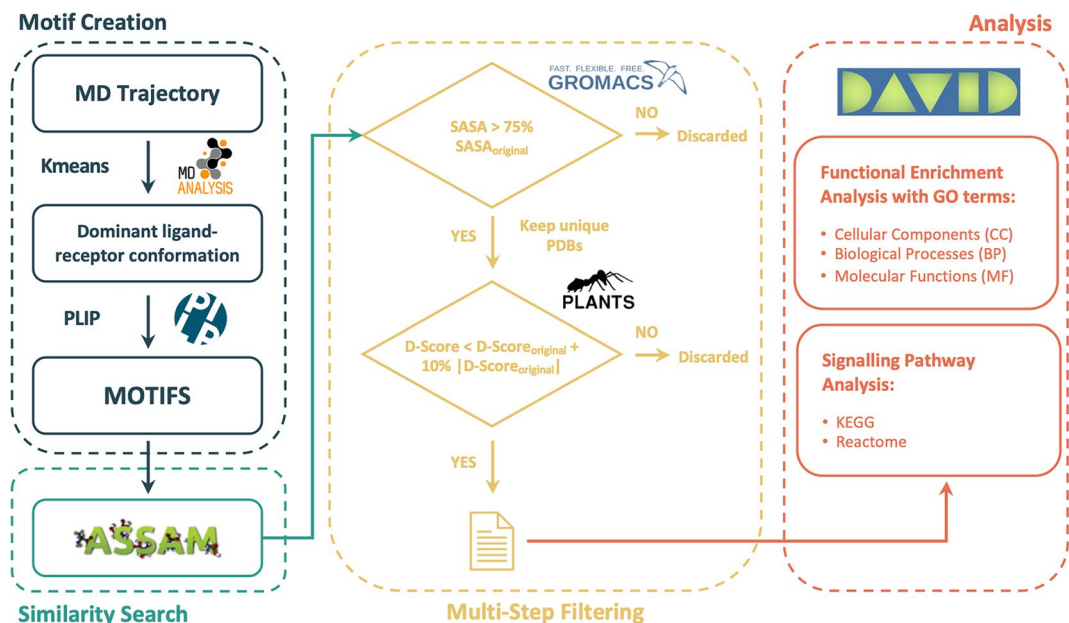 Motif Creation
MD Trajectory
Kmeans
MD
ANALYSIS
Dominant ligand-
receptor conformation
PLIP
PLIP
MOTIFS
ASSAM
Similarity Search
FAST. FLEXIBLE. FREE.
GROMACS
SASA > 75%
SASAoriginal
NO
Discarded
YES
Keep unique
PDBs
PLANTS
D-Score < D-Scoreoriginal +
10% |D-Scoreoriginal|
NO
Discarded
YES
Multi-Step Filtering
Analysis
DAVID
Functional Enrichment
Analysis with GO terms:
• Cellular Components (CC)
• Biological Processes (BP)
• Molecular Functions (MF)
Signalling Pathway
Analysis:
• KEGG
• Reactome